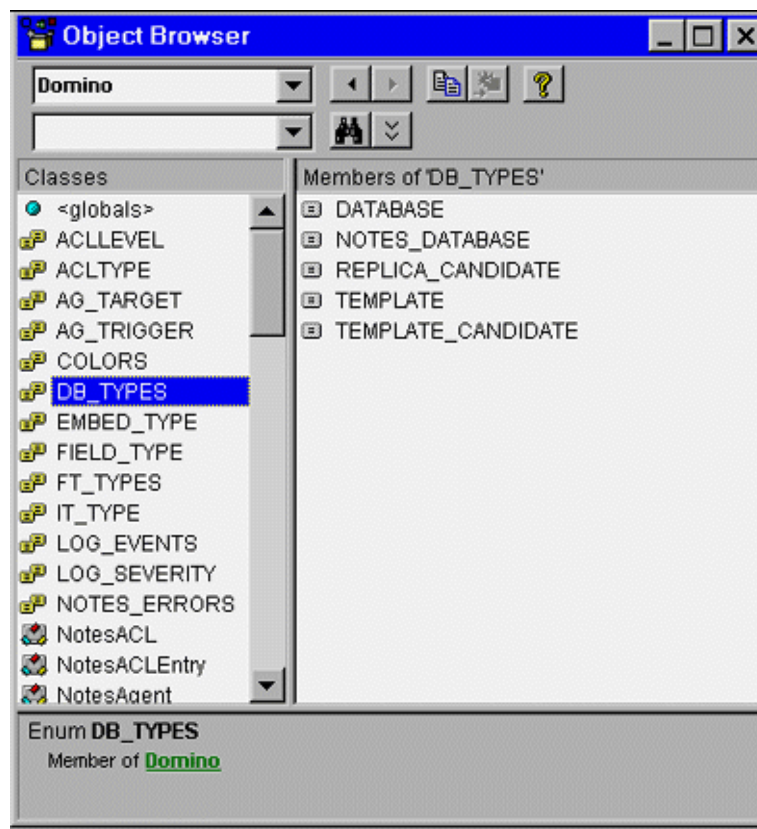 Object Browser
Domino
Classes
Members of 'DB_TYPES'
<globals>
ACLLEVEL
ACLTYPE
AG_TARGET
AG_TRIGGER
COLORS
DB_TYPES
EMBED_TYPE
FIELD_TYPE
FT_TYPES
IT_TYPE
LOG_EVENTS
LOG_SEVERITY
NOTES_ERRORS
NotesACL
NotesACLEntry
NotesAgent
DATABASE
NOTES_DATABASE
REPLICA_CANDIDATE
TEMPLATE
TEMPLATE_CANDIDATE
Enum DB_TYPES
Member of Domino